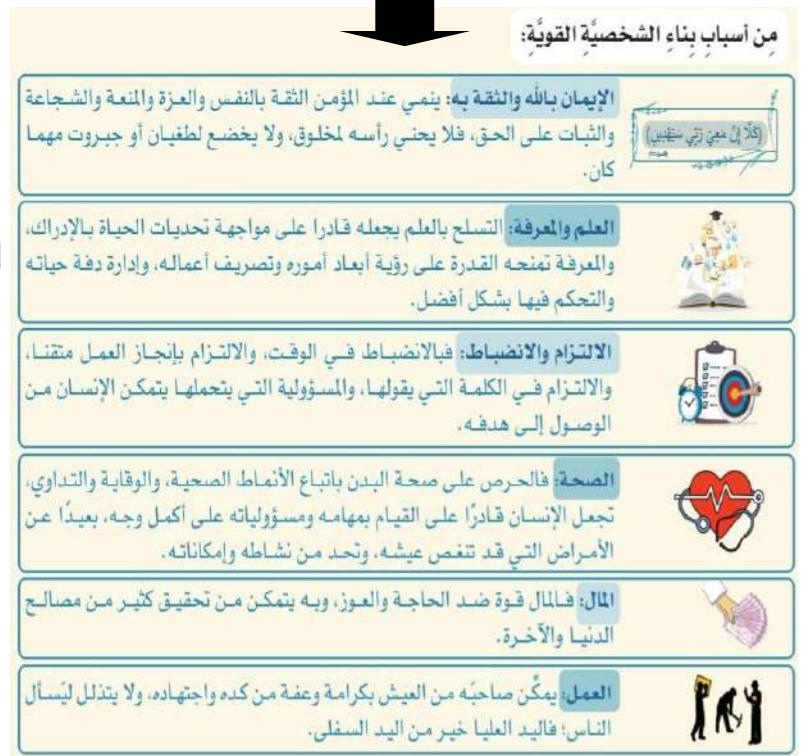 مِن أسبابِ بِناءِ الشخصيَّةِ القويَّةِ:
الإيمان بالله والثقة به: ينمي عند المؤمن الثقة بالنفس والعزة والمنعة والشجاعة
والثبات على الحق، فلا يحني رأسه لمخلوق، ولا يخضع لطغيان أو جبروت مهما
كان.
(كَلَّا إِنَّ مَعِيَ رَبِّي سَيَهْدِينِ)
العلم والمعرفة: التسلح بالعلم يجعله قادرا على مواجهة تحديات الحياة بالإدراك،
والمعرفة تمنحه القدرة على رؤية أبعاد أموره وتصريف أعماله، وإدارة دفة حياته
والتحكم فيها بشكل أفضل.
الالتزام والانضباط: فبالانضباط في الوقت، والالتزام بإنجاز العمل متقنا،
والالتزام في الكلمة التي يقولها، والمسؤولية التي يتحملها يتمكن الإنسان من
الوصول إلى هدفه.
الصحة: فالحرص على صحة البدن باتباع الأنماط الصحية، والوقاية والتداوي،
تجعل الإنسان قادرًا على القيام بمهامه ومسؤولياته على أكمل وجه، بعيدًا عن
الأمراض التي قد تنغص عيشه، وتحد من نشاطه وإمكاناته.
المال: فالمال قوة ضد الحاجة والعوز، وبه يتمكن من تحقيق كثير من مصالح
الدنيا والآخرة.
العمل: يمكِّن صاحبَه من العيش بكرامة وعفة من كده واجتهاده، ولا يتذلل ليَسأل
الناس؛ فاليد العليا خير من اليد السفلى.